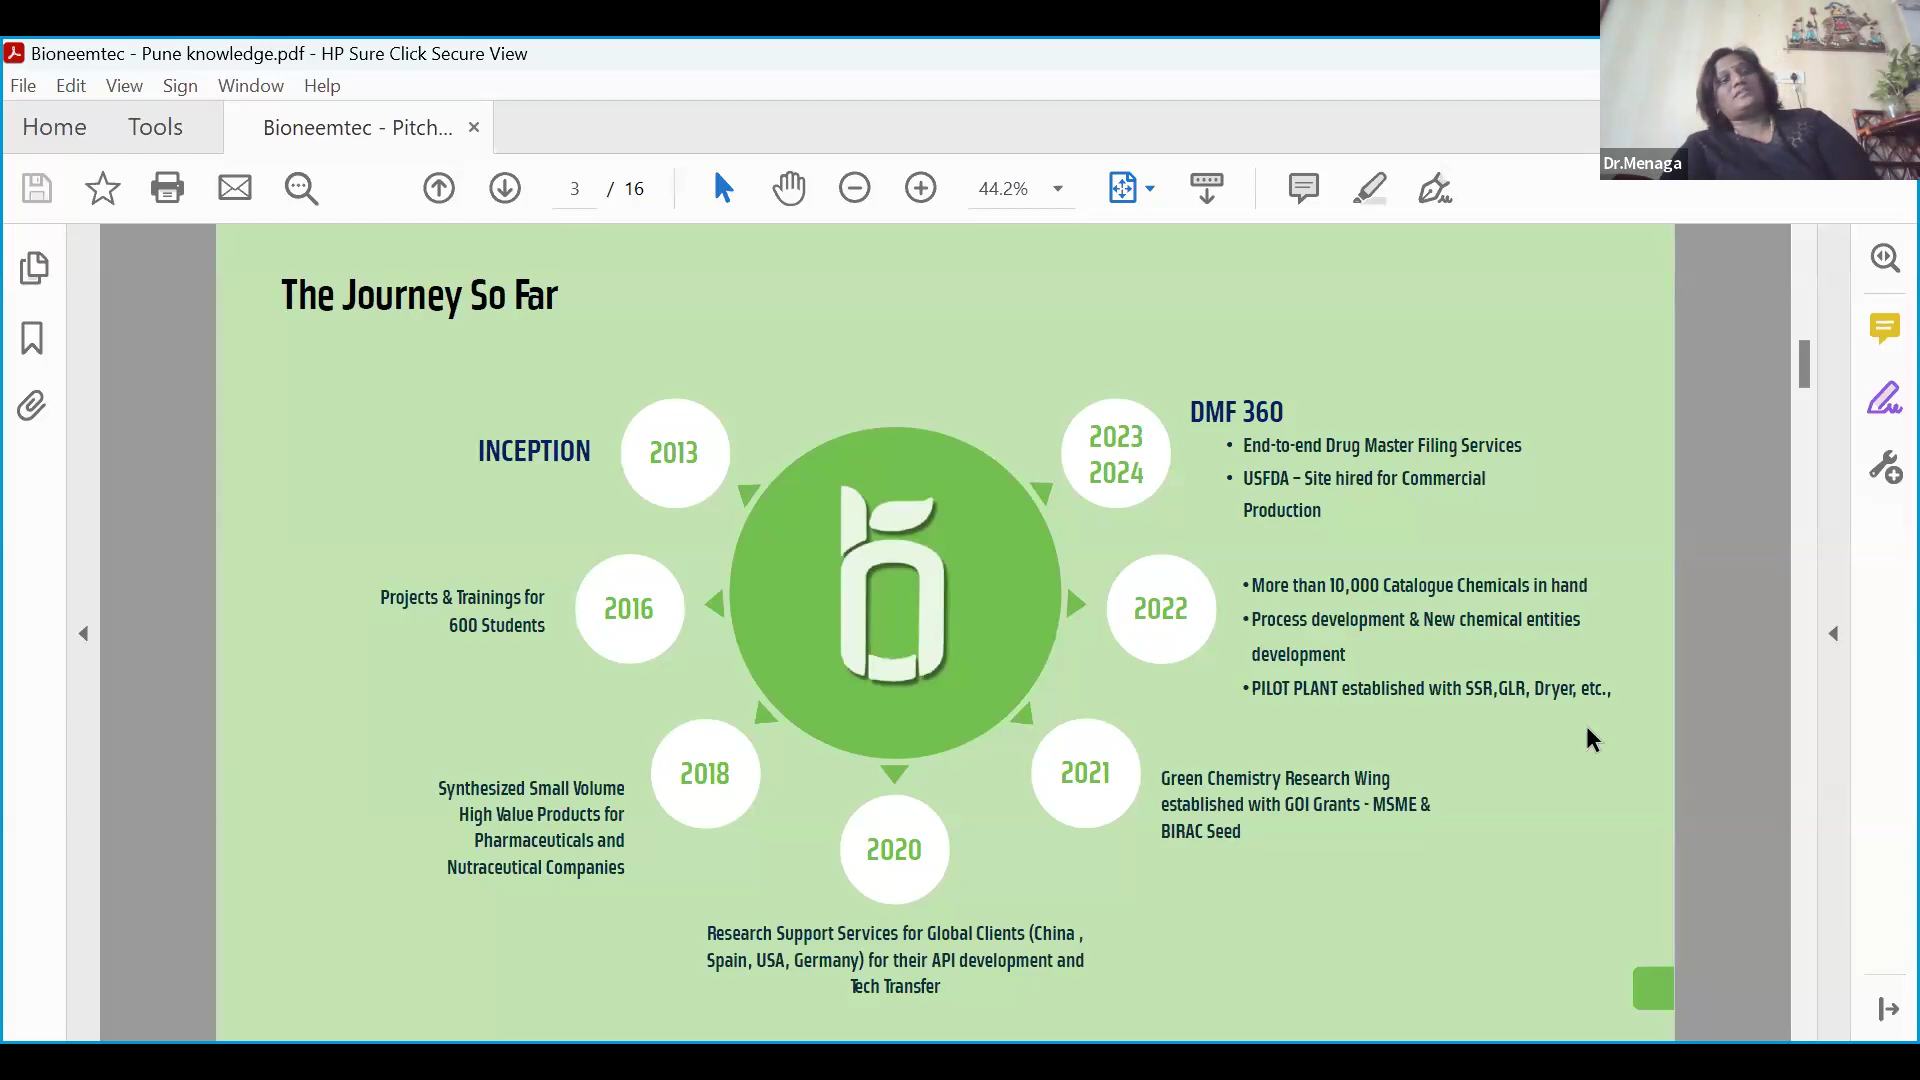 Bioneemtec - Pune knowledge.pdf - HP Sure Click Secure View
File Edit View Sign Window Help
Home Tools Bioneemtec - Pitch... ×
3 / 16 44.2%
Dr.Menaga
The Journey So Far
INCEPTION
2013
2016
Projects & Trainings for
600 Students
2018
Synthesized Small Volume
High Value Products for
Pharmaceuticals and
Nutraceutical Companies
2020
Research Support Services for Global Clients (China ,
Spain, USA, Germany) for their API development and
Tech Transfer
2021
Green Chemistry Research Wing
established with GOI Grants - MSME &
BIRAC Seed
2022
• More than 10,000 Catalogue Chemicals in hand
• Process development & New chemical entities
development
• PILOT PLANT established with SSR,GLR, Dryer, etc.,
2023
2024
DMF 360
• End-to-end Drug Master Filing Services
• USFDA – Site hired for Commercial
Production